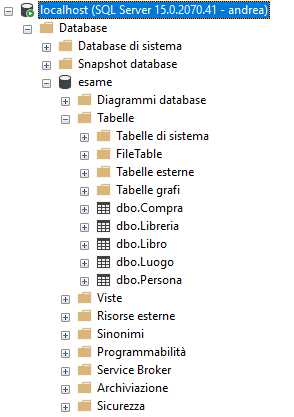 localhost (SQL Server 15.0.2070.41 - andrea)
Database
Database di sistema
Snapshot database
esame
Diagrammi database
Tabelle
Tabelle di sistema
FileTable
Tabelle esterne
Tabelle grafi
dbo.Compra
dbo.Libreria
dbo.Libro
dbo.Luogo
dbo.Persona
Viste
Risorse esterne
Sinonimi
Programmabilità
Service Broker
Archiviazione
Sicurezza